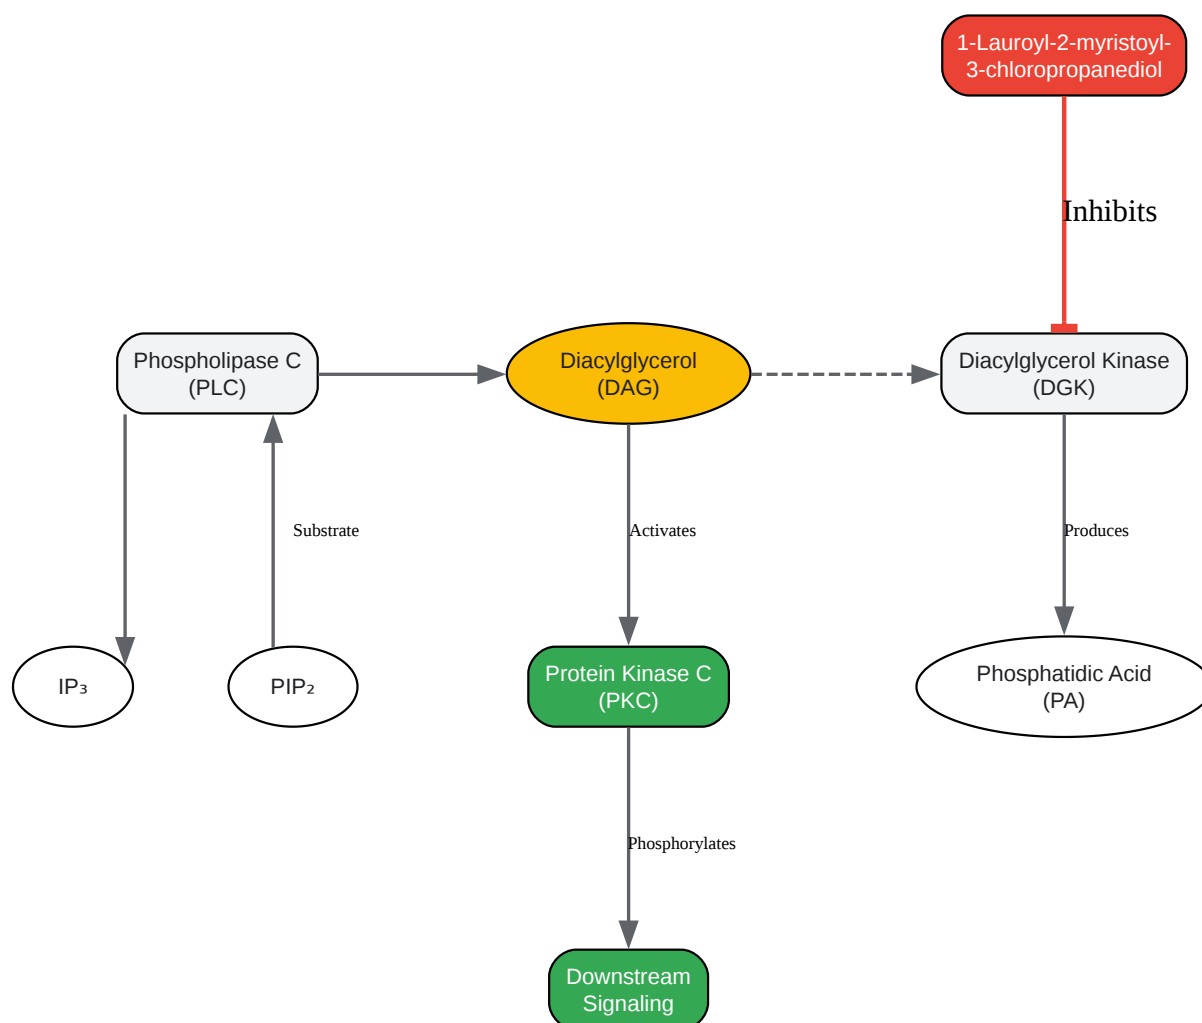 1-Lauroyl-2-myristoyl-
3-chloropropanediol
Inhibits
Phospholipase C
(PLC)
Diacylglycerol
(DAG)
Diacylglycerol Kinase
(DGK)
Substrate
Activates
Produces
IP₃
PIP₂
Protein Kinase C
(PKC)
Phosphatidic Acid
(PA)
Phosphorylates
Downstream
Signaling